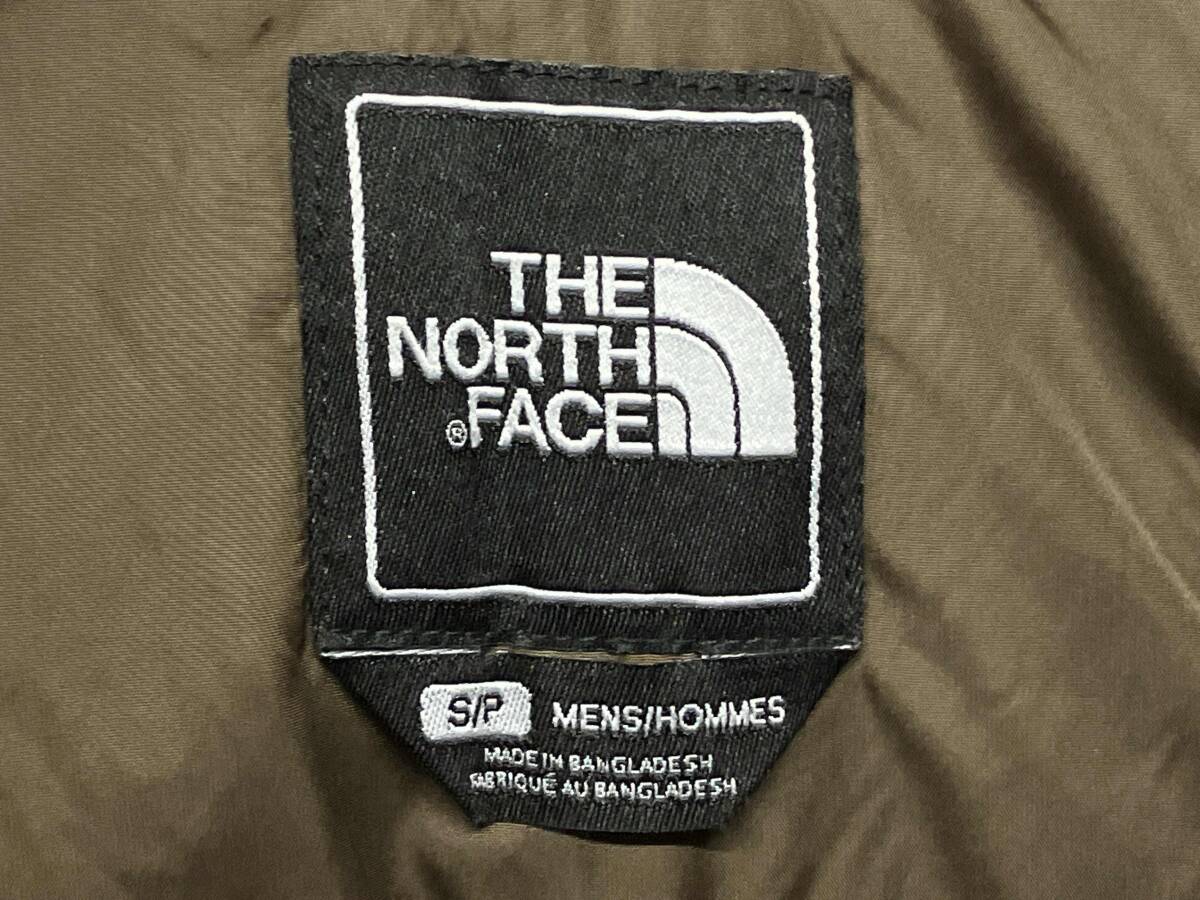 THE
NORTH
®FACE
S/P MENS/HOMMES
MADE IN BANGLADESH
FABRIQUÉ AU BANGLADESH